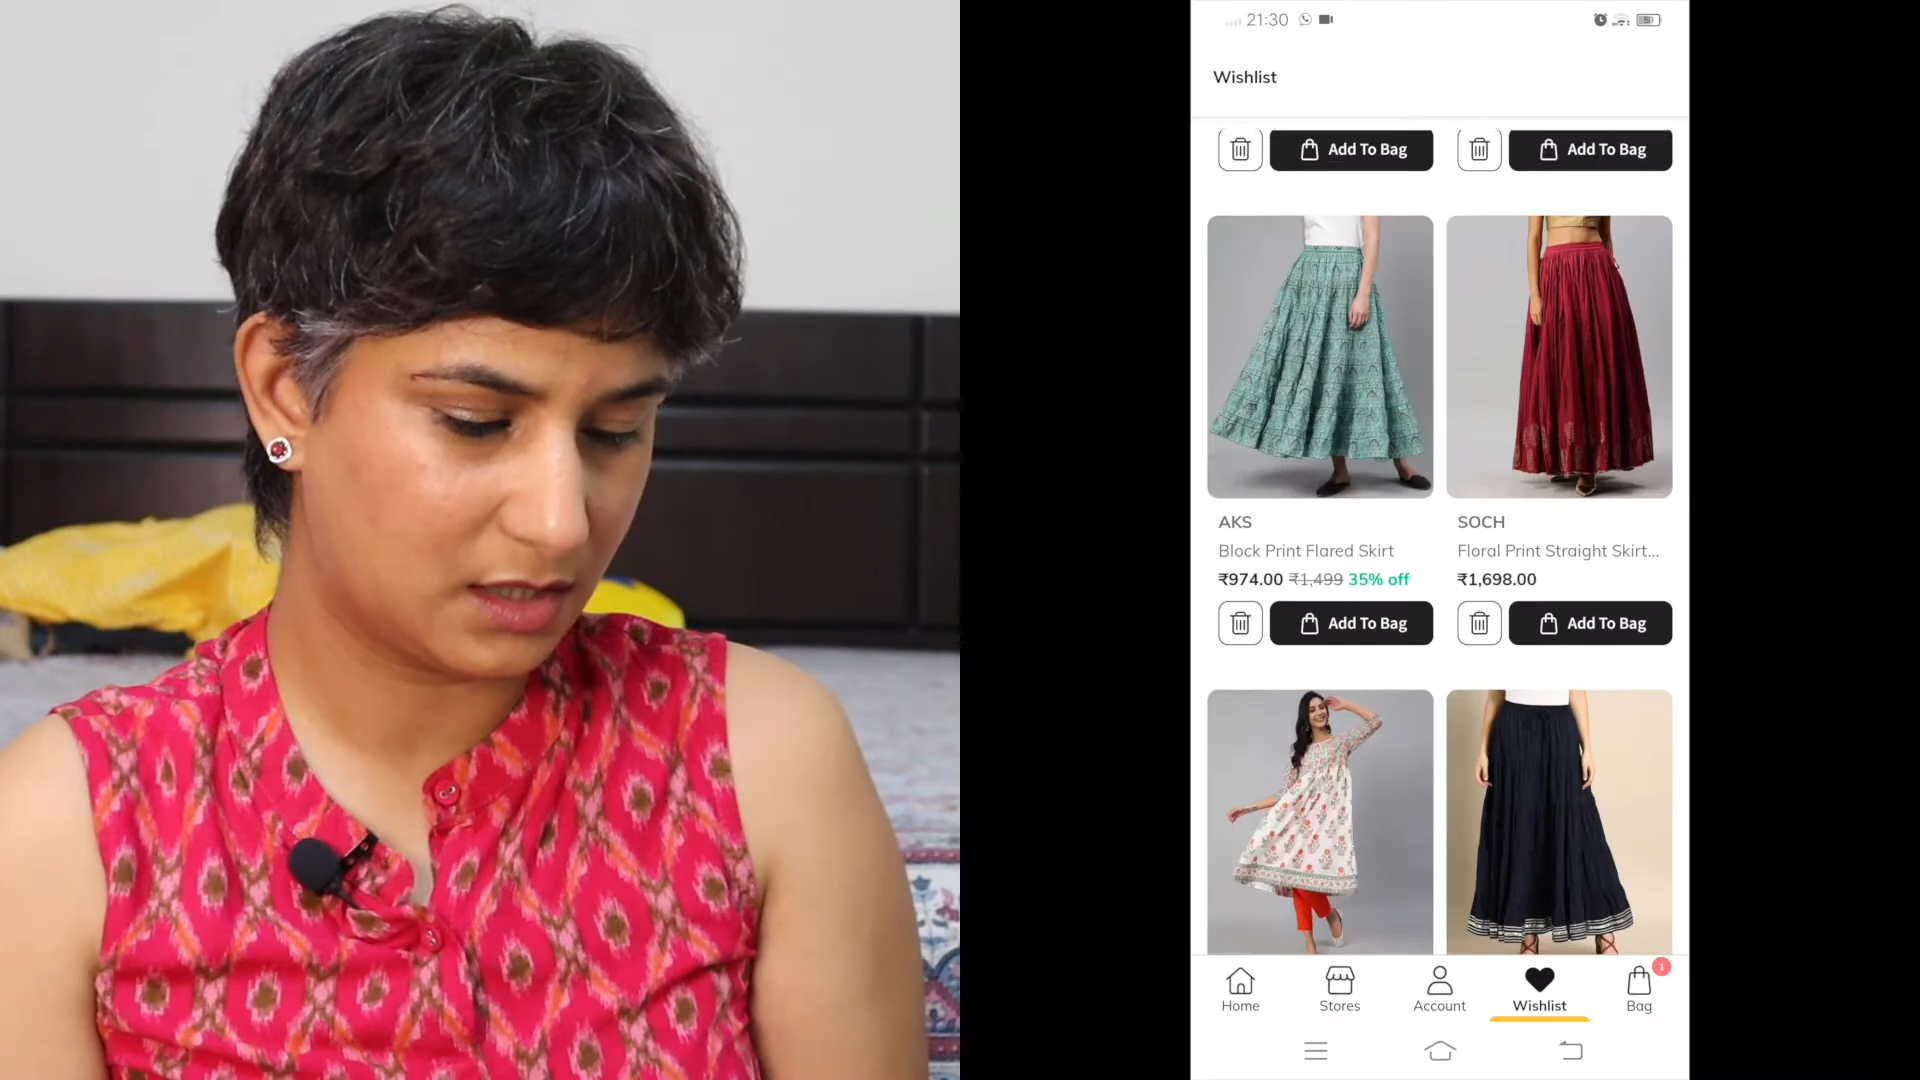 21:30
Wishlist
Add To Bag
Add To Bag
AKS
SOCH
Block Print Flared Skirt
Floral Print Straight Skirt...
₹974.00 ₹1,499 35% off
₹1,698.00
Add To Bag
Add To Bag
1
Home
Stores
Account
Wishlist
Bag